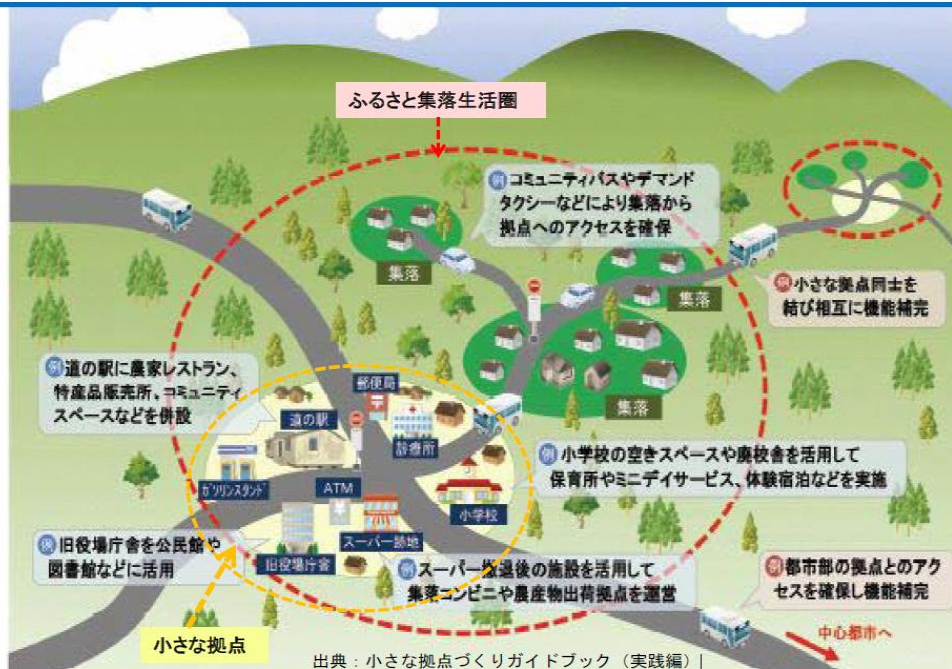 ふるさと集落生活圏
例 コミュニティバスやデマンド
タクシーなどにより集落から
拠点へのアクセスを確保
集落
集落
集落
例 小さな拠点同士を
結び相互に機能補完
例 道の駅に農家レストラン、
特産品販売所、コミュニティ
スペースなどを併設
郵便局
道の駅
診療所
ガソリンスタンド
ATM
小学校
旧役場庁舎
スーパー跡地
例 小学校の空きスペースや廃校舎を活用して
保育所やミニデイサービス、体験宿泊などを実施
例 旧役場庁舎を公民館や
図書館などに活用
例 スーパー撤退後の施設を活用して
集落コンビニや農産物出荷拠点を運営
例 都市部の拠点とのアク
セスを確保し機能補完
中心都市へ
小さな拠点
出典：小さな拠点づくりガイドブック（実践編）